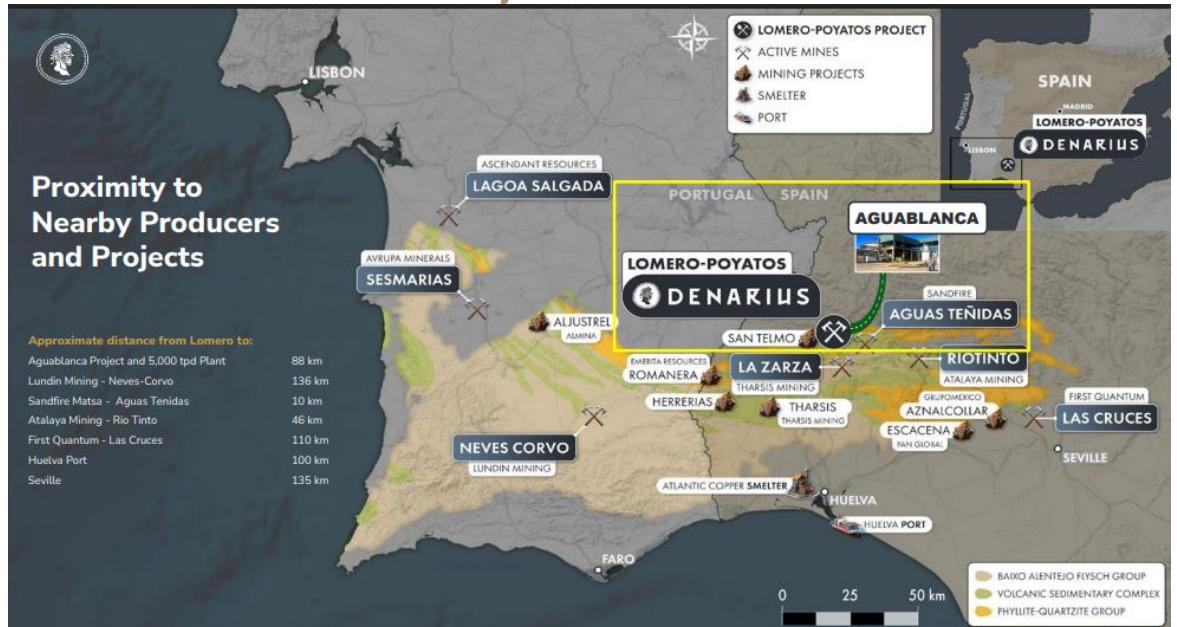 LISBON
LOMERO-POYATOS PROJECT
ACTIVE MINES
MINING PROJECTS
SMELTER
PORT
SPAIN
MADRID
PORTUGAL
LISBON
LOMERO-POYATOS
DENARIUS
Proximity to
Nearby Producers
and Projects
Approximate distance from Lomero to:
Aguablanca Project and 5,000 tpd Plant 88 km
Lundin Mining - Neves-Corvo 136 km
Sandfire Matsa - Aguas Tenidas 10 km
Atalaya Mining - Rio Tinto 46 km
First Quantum - Las Cruces 110 km
Huelva Port 100 km
Seville 135 km
ASCENDANT RESOURCES
LAGOA SALGADA
PORTUGAL SPAIN
AGUABLANCA
AVRUPA MINERALS
SESMARIAS
LOMERO-POYATOS
DENARIUS
SANDFIRE
AGUAS TEÑIDAS
ALJUSTREL
ALMINA
SAN TELMO
EMERITA RESOURCES
ROMANERA
LA ZARZA
THARSIS MINING
RIOTINTO
ATALAYA MINING
HERRERIAS
THARSIS
THARSIS MINING
GRUPOMEXICO
AZNALCOLLAR
ESCACENA
PAN GLOBAL
FIRST QUANTUM
LAS CRUCES
NEVES CORVO
LUNDIN MINING
SEVILLE
ATLANTIC COPPER SMELTER
HUELVA
HUELVA PORT
FARO
0 25 50 km
BAIXO ALENTEJO FLYSCH GROUP
VOLCANIC SEDIMENTARY COMPLEX
PHYLLITE-QUARTZITE GROUP